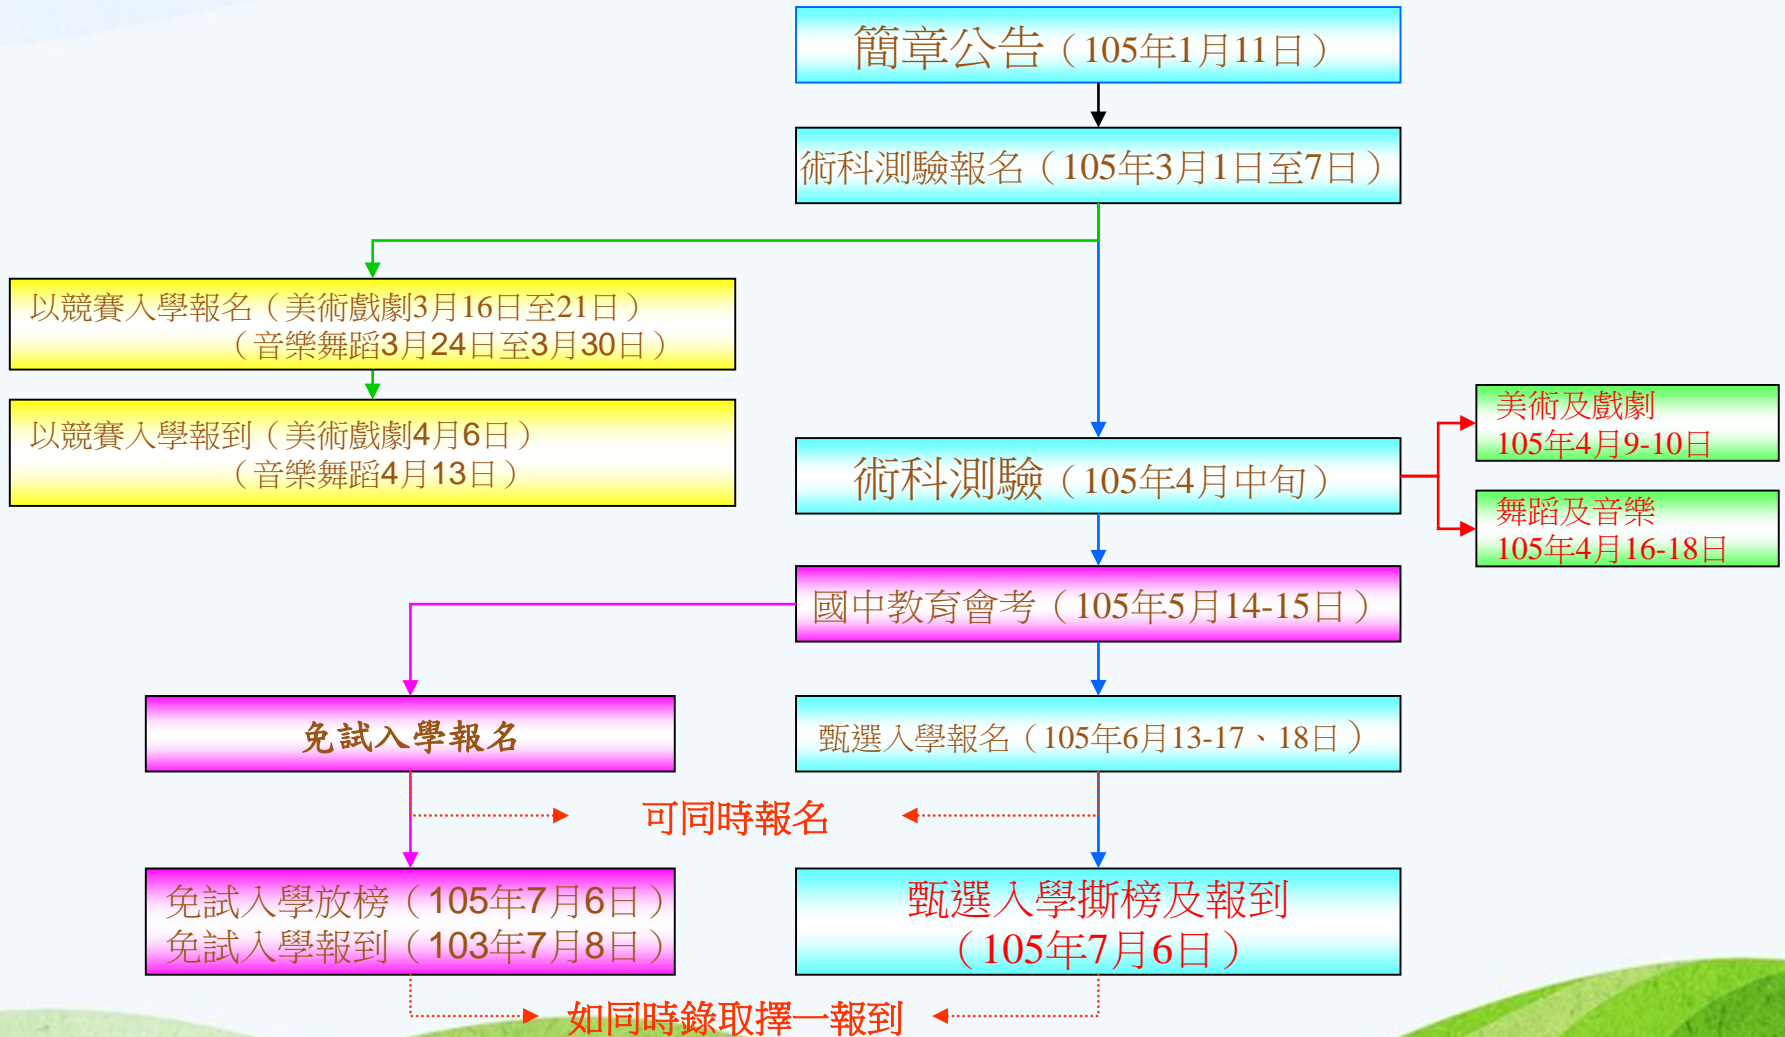 簡章公告（105年1月11日）
術科測驗報名（105年3月1日至7日）
以競賽入學報名（美術戲劇3月16日至21日）
（音樂舞蹈3月24日至3月30日）
以競賽入學報到（美術戲劇4月6日）
（音樂舞蹈4月13日）
術科測驗（105年4月中旬）
美術及戲劇
105年4月9-10日
舞蹈及音樂
105年4月16-18日
國中教育會考（105年5月14-15日）
免試入學報名
甄選入學報名（105年6月13-17、18日）
可同時報名
免試入學放榜（105年7月6日）
免試入學報到（103年7月8日）
甄選入學撕榜及報到
（105年7月6日）
如同時錄取擇一報到